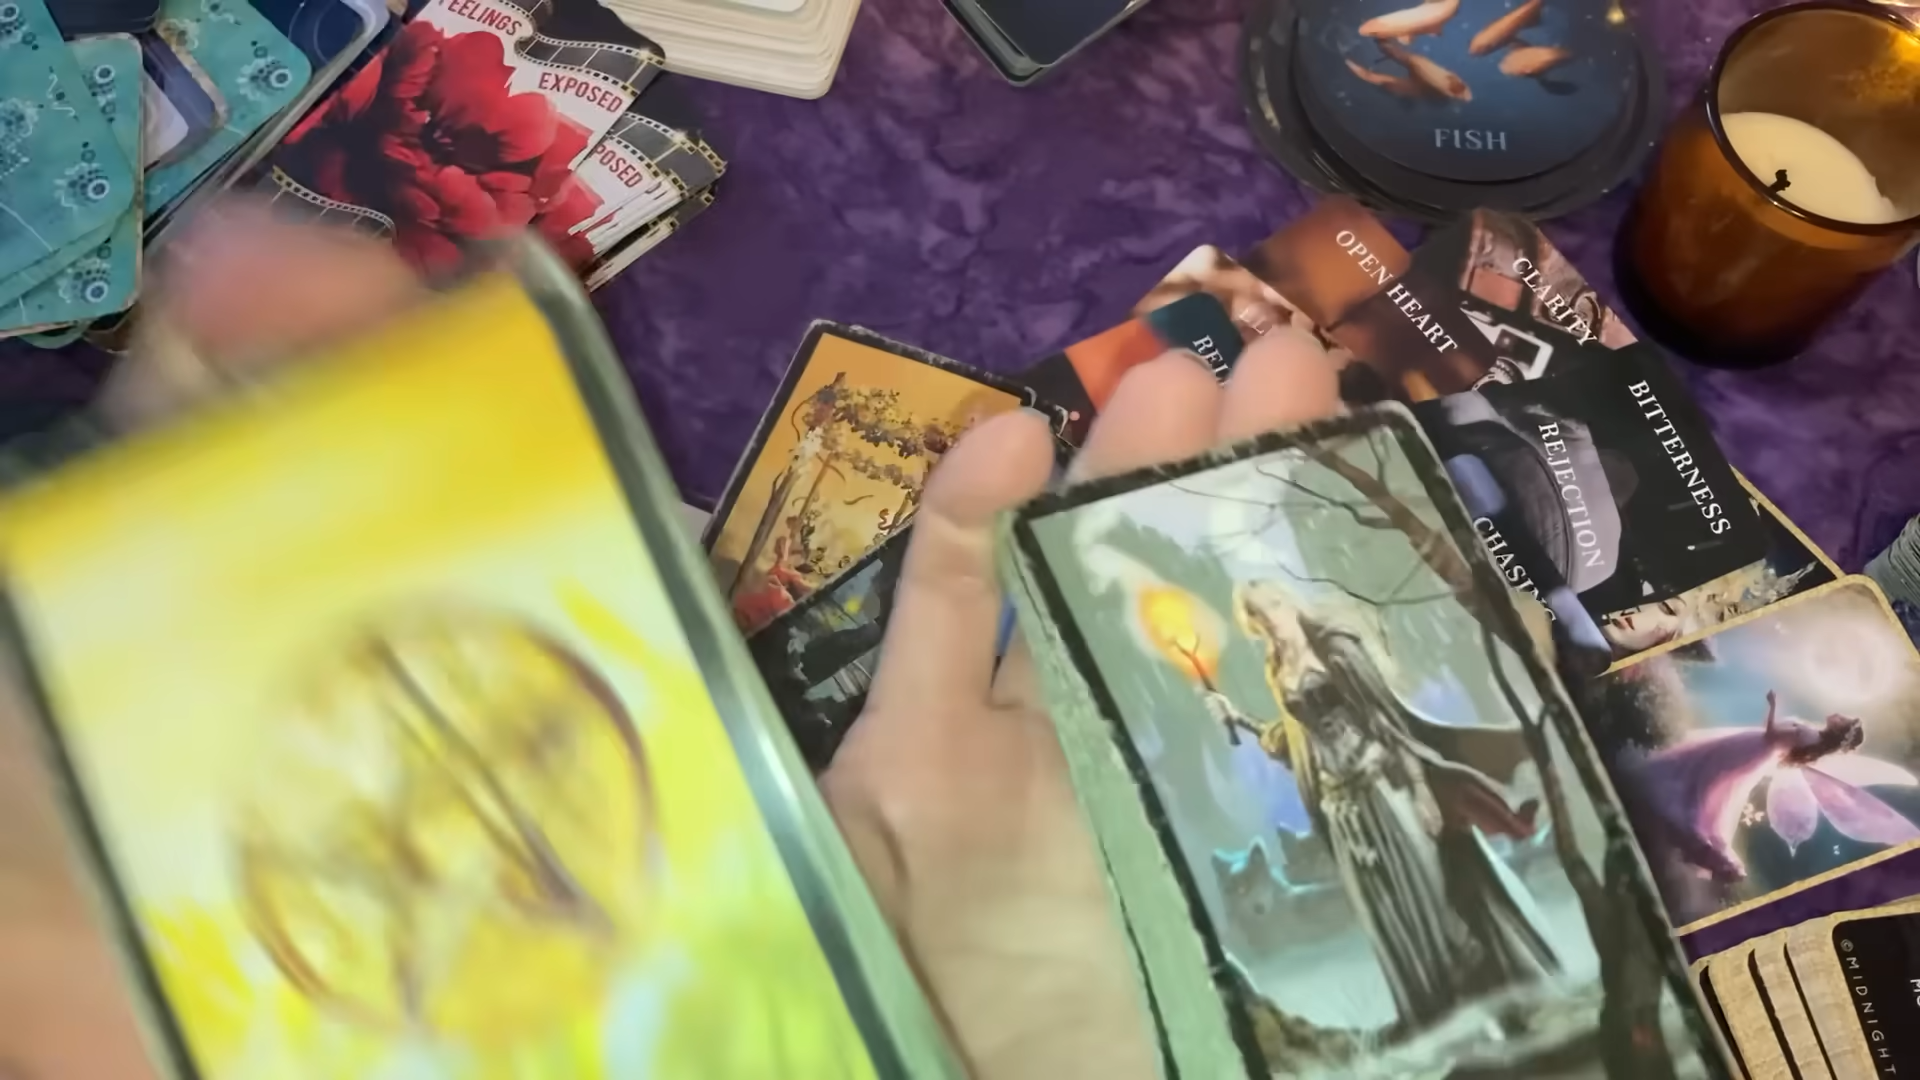 FEELINGS
EXPOSED
POSED
FISH
OPEN HEART
CLARITY
BITTERNESS
REJECTION
CHASING
©MIDNIGHT